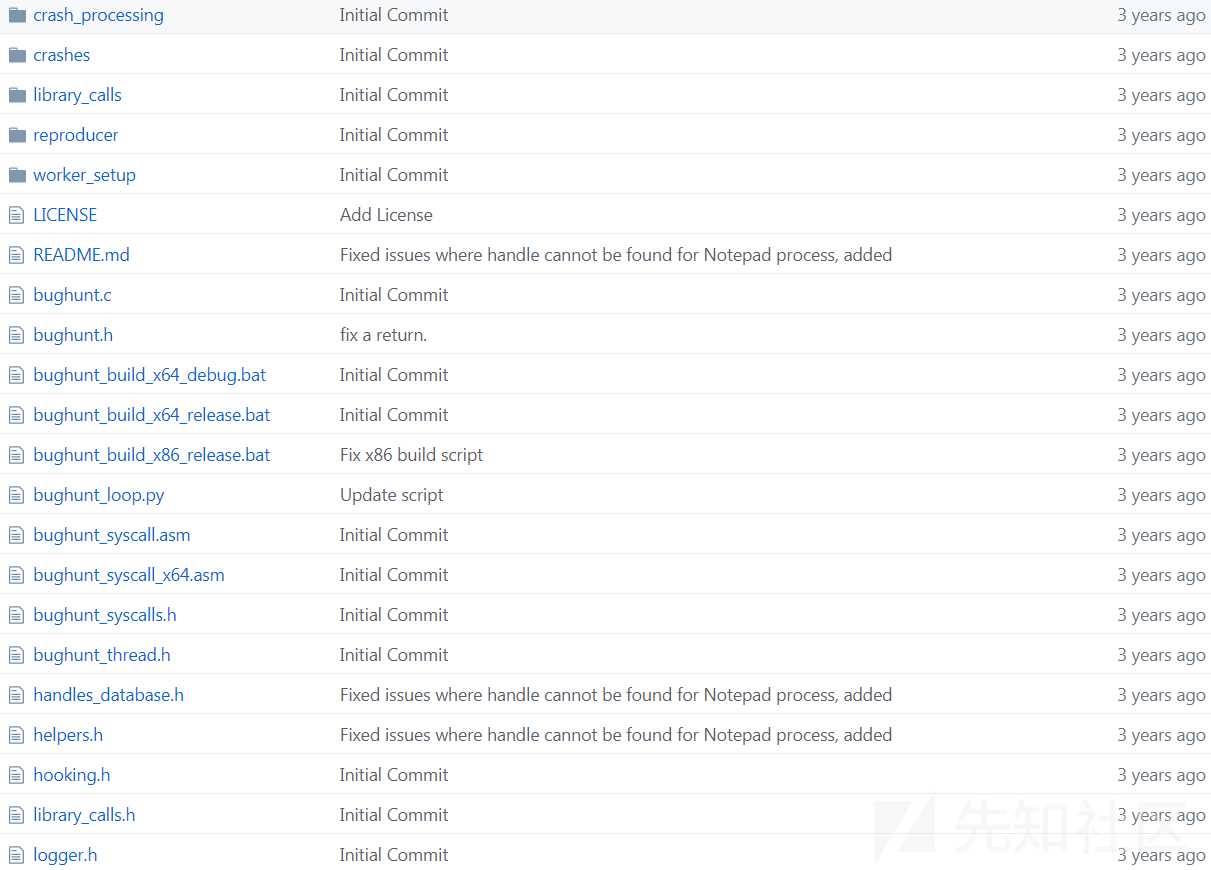 crash_processing Initial Commit 3 years ago
crashes Initial Commit 3 years ago
library_calls Initial Commit 3 years ago
reproducer Initial Commit 3 years ago
worker_setup Initial Commit 3 years ago
LICENSE Add License 3 years ago
README.md Fixed issues where handle cannot be found for Notepad process, added 3 years ago
bughunt.c Initial Commit 3 years ago
bughunt.h fix a return. 3 years ago
bughunt_build_x64_debug.bat Initial Commit 3 years ago
bughunt_build_x64_release.bat Initial Commit 3 years ago
bughunt_build_x86_release.bat Fix x86 build script 3 years ago
bughunt_loop.py Update script 3 years ago
bughunt_syscall.asm Initial Commit 3 years ago
bughunt_syscall_x64.asm Initial Commit 3 years ago
bughunt_syscalls.h Initial Commit 3 years ago
bughunt_thread.h Initial Commit 3 years ago
handles_database.h Fixed issues where handle cannot be found for Notepad process, added 3 years ago
helpers.h Fixed issues where handle cannot be found for Notepad process, added 3 years ago
hooking.h Initial Commit 3 years ago
library_calls.h Initial Commit 3 years ago
先知社区
logger.h Initial Commit 3 years ago